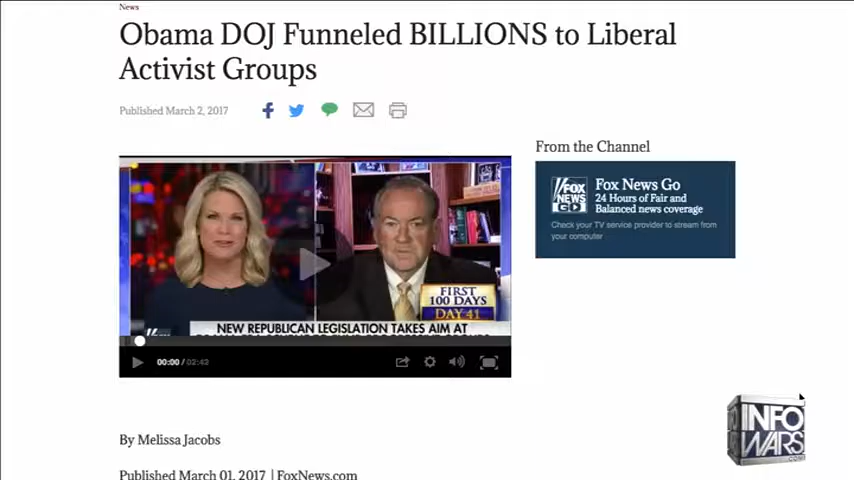 News
Obama DOJ Funneled BILLIONS to Liberal
Activist Groups
Published March 2, 2017
From the Channel
FOX
NEWS
GO
Fox News Go
24 Hours of Fair and
Balanced news coverage
Check your TV service provider to stream from
your computer
FIRST
100 DAYS
DAY 41
NEW REPUBLICAN LEGISLATION TAKES AIM AT
00:00 / 02:42
By Melissa Jacobs
Published March 01, 2017 | FoxNews.com
INFO
WARS
.COM